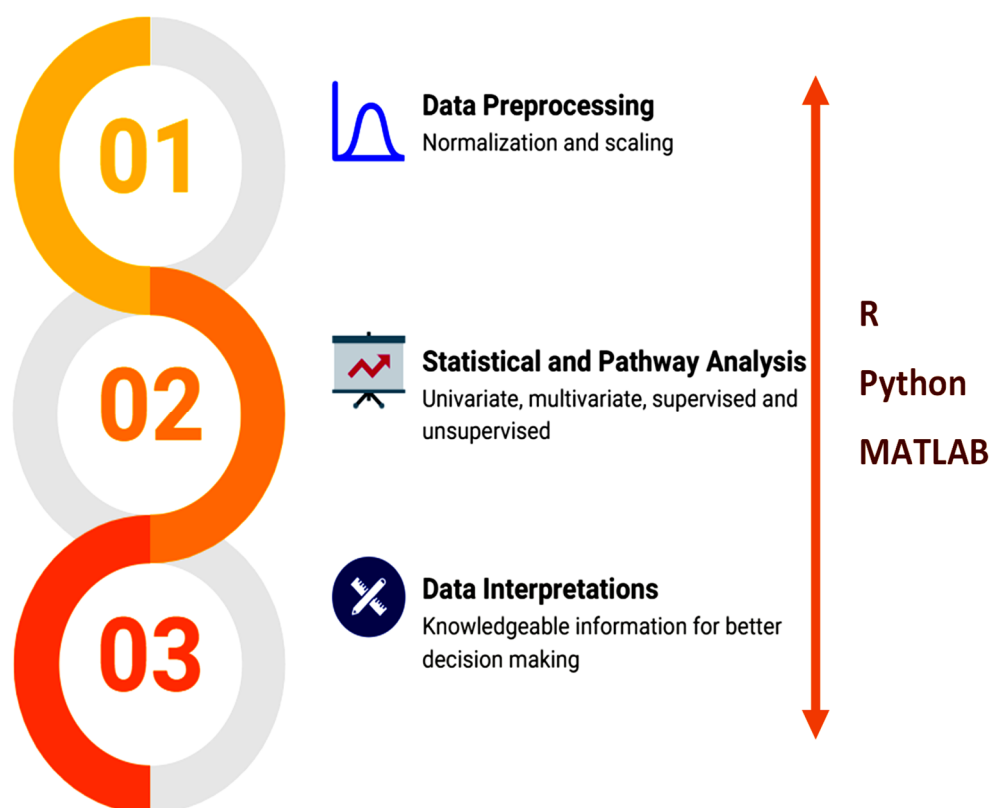 01
Data Preprocessing
Normalization and scaling
02
Statistical and Pathway Analysis
Univariate, multivariate, supervised and
unsupervised
03
Data Interpretations
Knowledgeable information for better
decision making
R
Python
MATLAB